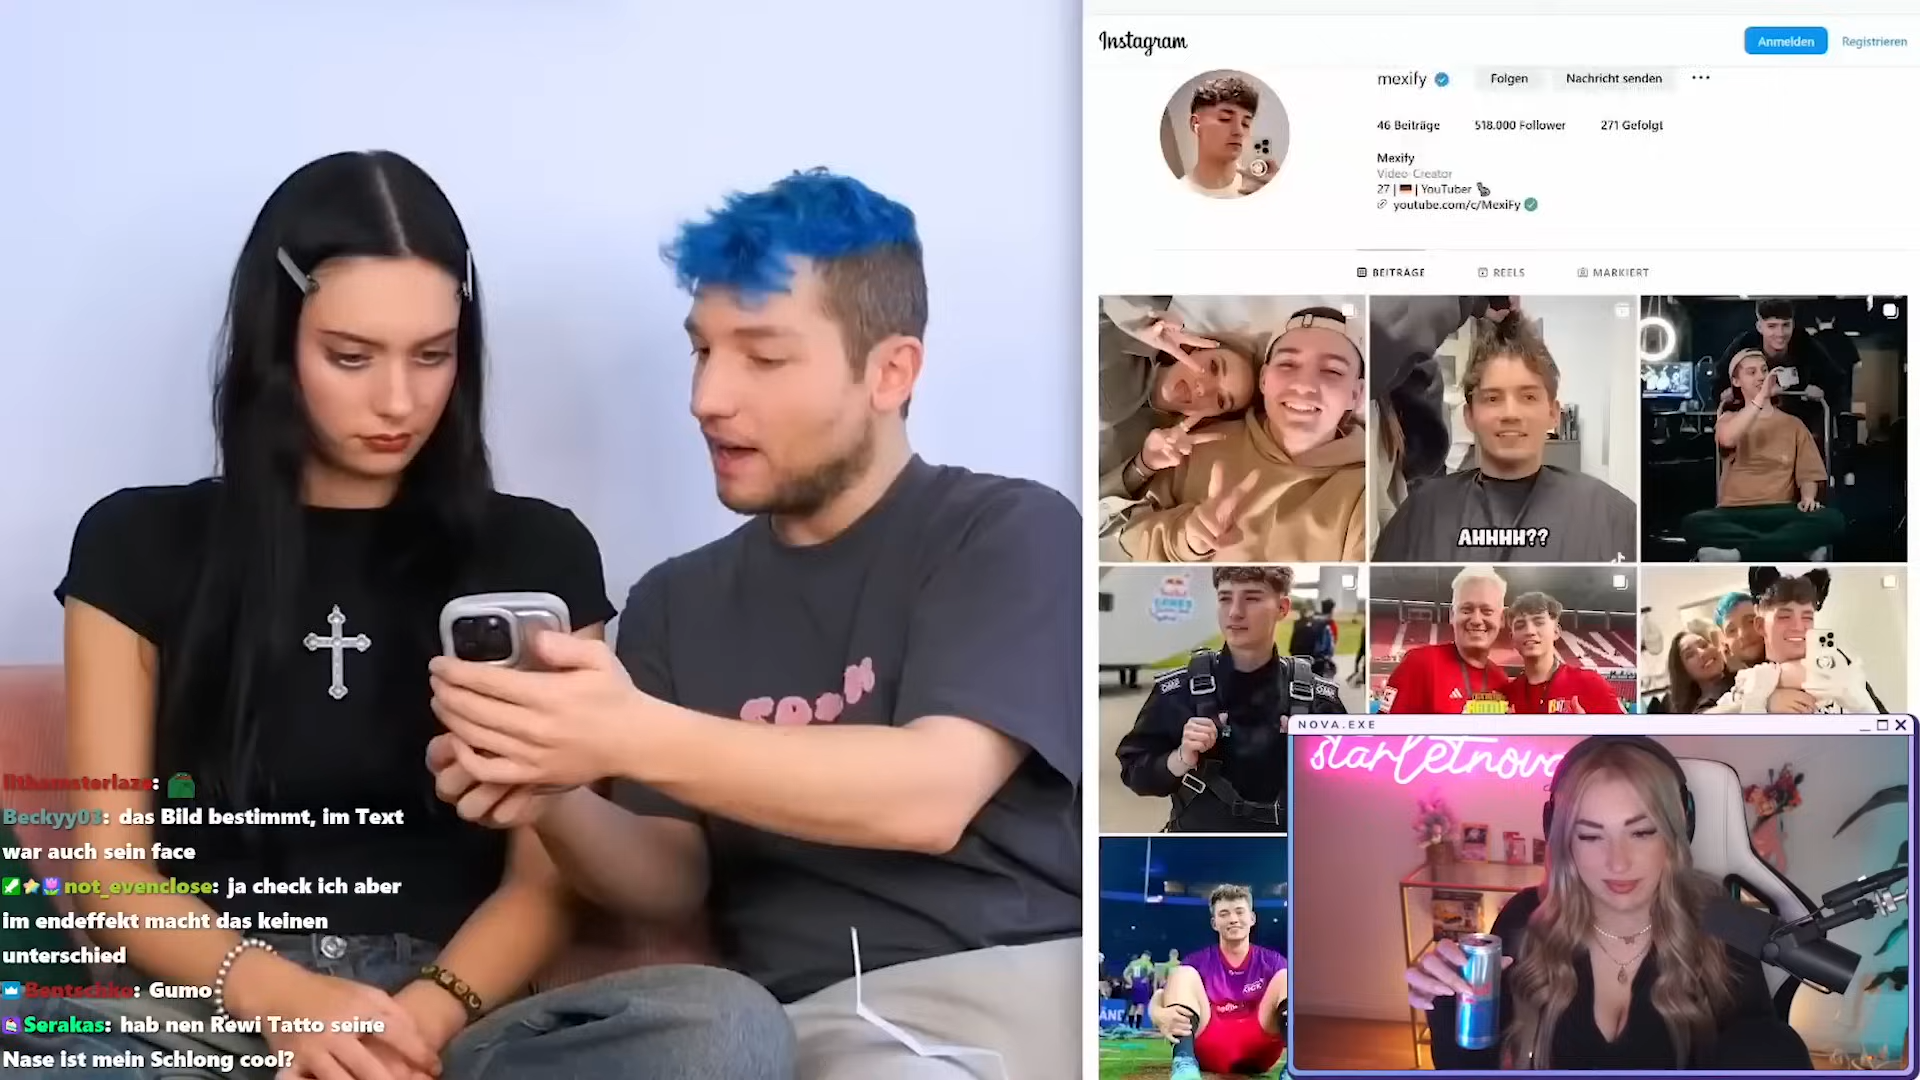 Instagram
Anmelden
Registrieren
mexify
Folgen
Nachricht senden
46 Beiträge
518.000 Follower
271 Gefolgt
Mexify
Video-Creator
27 | | YouTuber
youtube.com/c/MexiFy
BEITRÄGE
REELS
MARKIERT
AHHHH??
NOVA.EXE
starletnova
Beckyy03: das Bild bestimmt, im Text
war auch sein face
not_evenclose: ja check ich aber
im endeffekt macht das keinen
unterschied
Bentschko: Gumo
Serakas: hab nen Rewi Tatto seine
Nase ist mein Schlong cool?